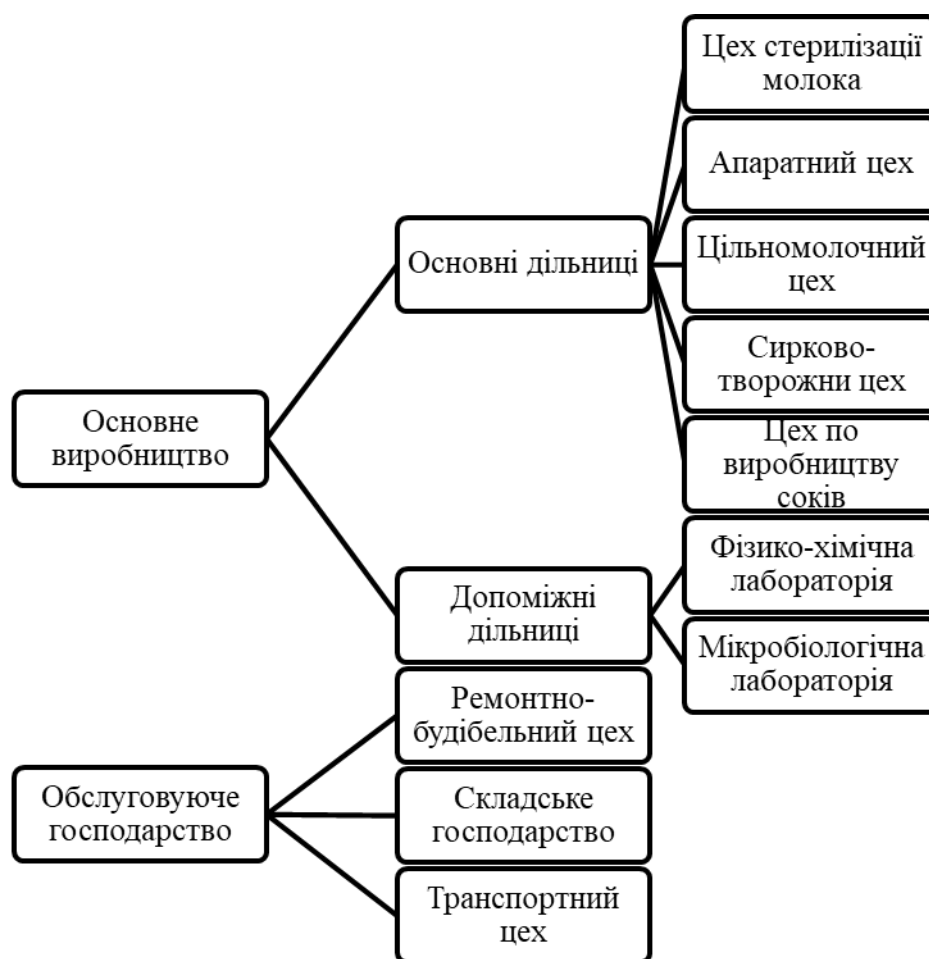 Цех стерилізації
молока
Апаратний цех
Основні дільниці
Цільномолочний
цех
Сирково-
творожни цех
Основне
виробництво
Цех по
виробництву
соків
Фізико-хімічна
лабораторія
Допоміжні
дільниці
Мікробіологічна
лабораторія
Ремонтно-
будібельний цех
Обслуговуюче
господарство
Складське
господарство
Транспортний
цех